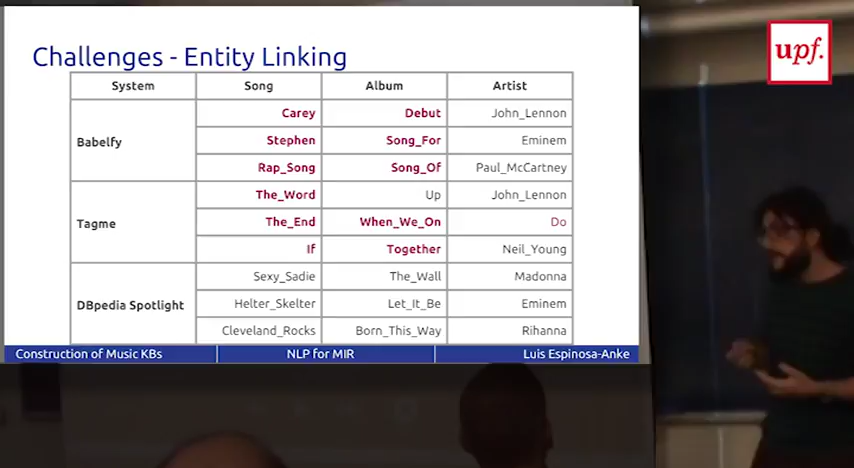 Challenges - Entity Linking
System Song Album Artist
Babelfy
Carey Debut John_Lennon
Stephen Song_For Eminem
Rap_Song Song_Of Paul_McCartney
Tagme
The_Word Up John_Lennon
The_End When_We_On Do
If Together Neil_Young
DBpedia Spotlight
Sexy_Sadie The_Wall Madonna
Helter_Skelter Let_It_Be Eminem
Cleveland_Rocks Born_This_Way Rihanna
Construction of Music KBs NLP for MIR Luis Espinosa-Anke
upf.